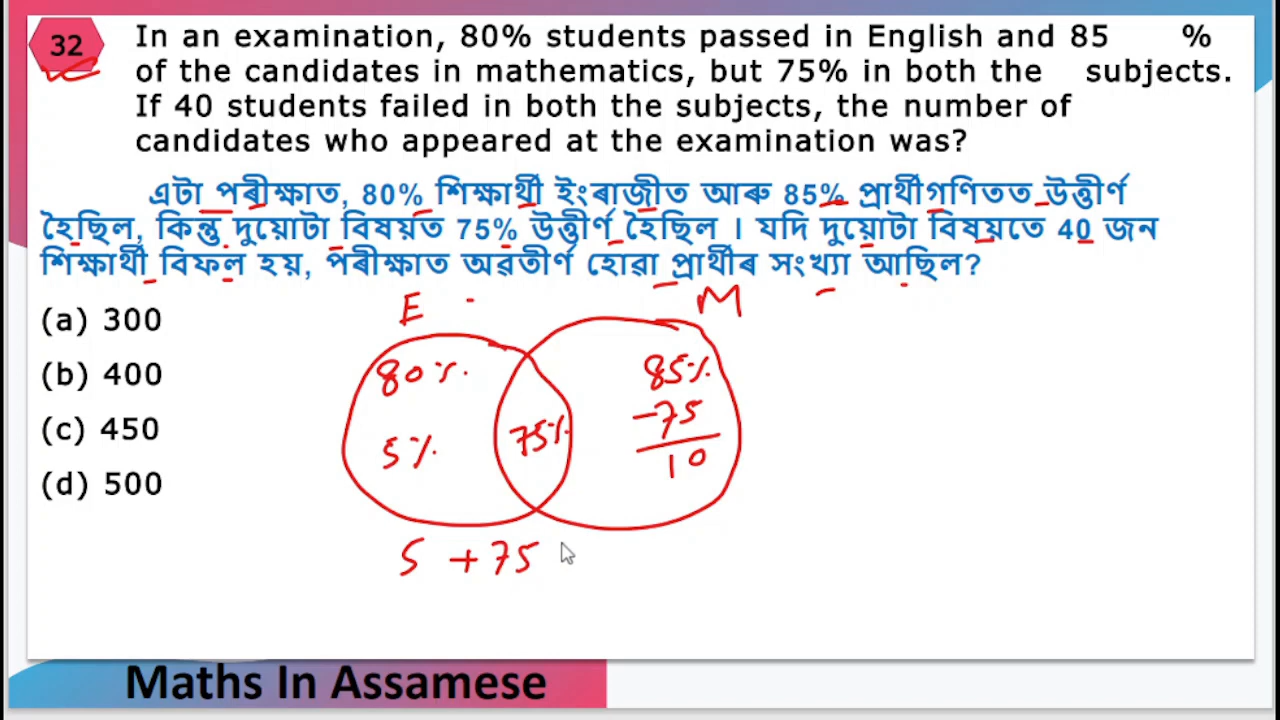 32
In an examination, 80% students passed in English and 85 %
of the candidates in mathematics, but 75% in both the subjects.
If 40 students failed in both the subjects, the number of
candidates who appeared at the examination was?
এটা পৰীক্ষাত, 80% শিক্ষাৰ্থী ইংৰাজীত আৰু 85% প্ৰাৰ্থীগণিতত উত্তীৰ্ণ
হৈছিল, কিন্তু দুয়োটা বিষয়ত 75% উত্তীৰ্ণ হৈছিল । যদি দুয়োটা বিষয়তে 40 জন
শিক্ষাৰ্থী বিফল হয়, পৰীক্ষাত অৱতীৰ্ণ হোৱা প্ৰাৰ্থীৰ সংখ্যা আছিল?
(a) 300
(b) 400
(c) 450
(d) 500
E M
80% 85%
5% 75% -75
10
5 + 75
Maths In Assamese